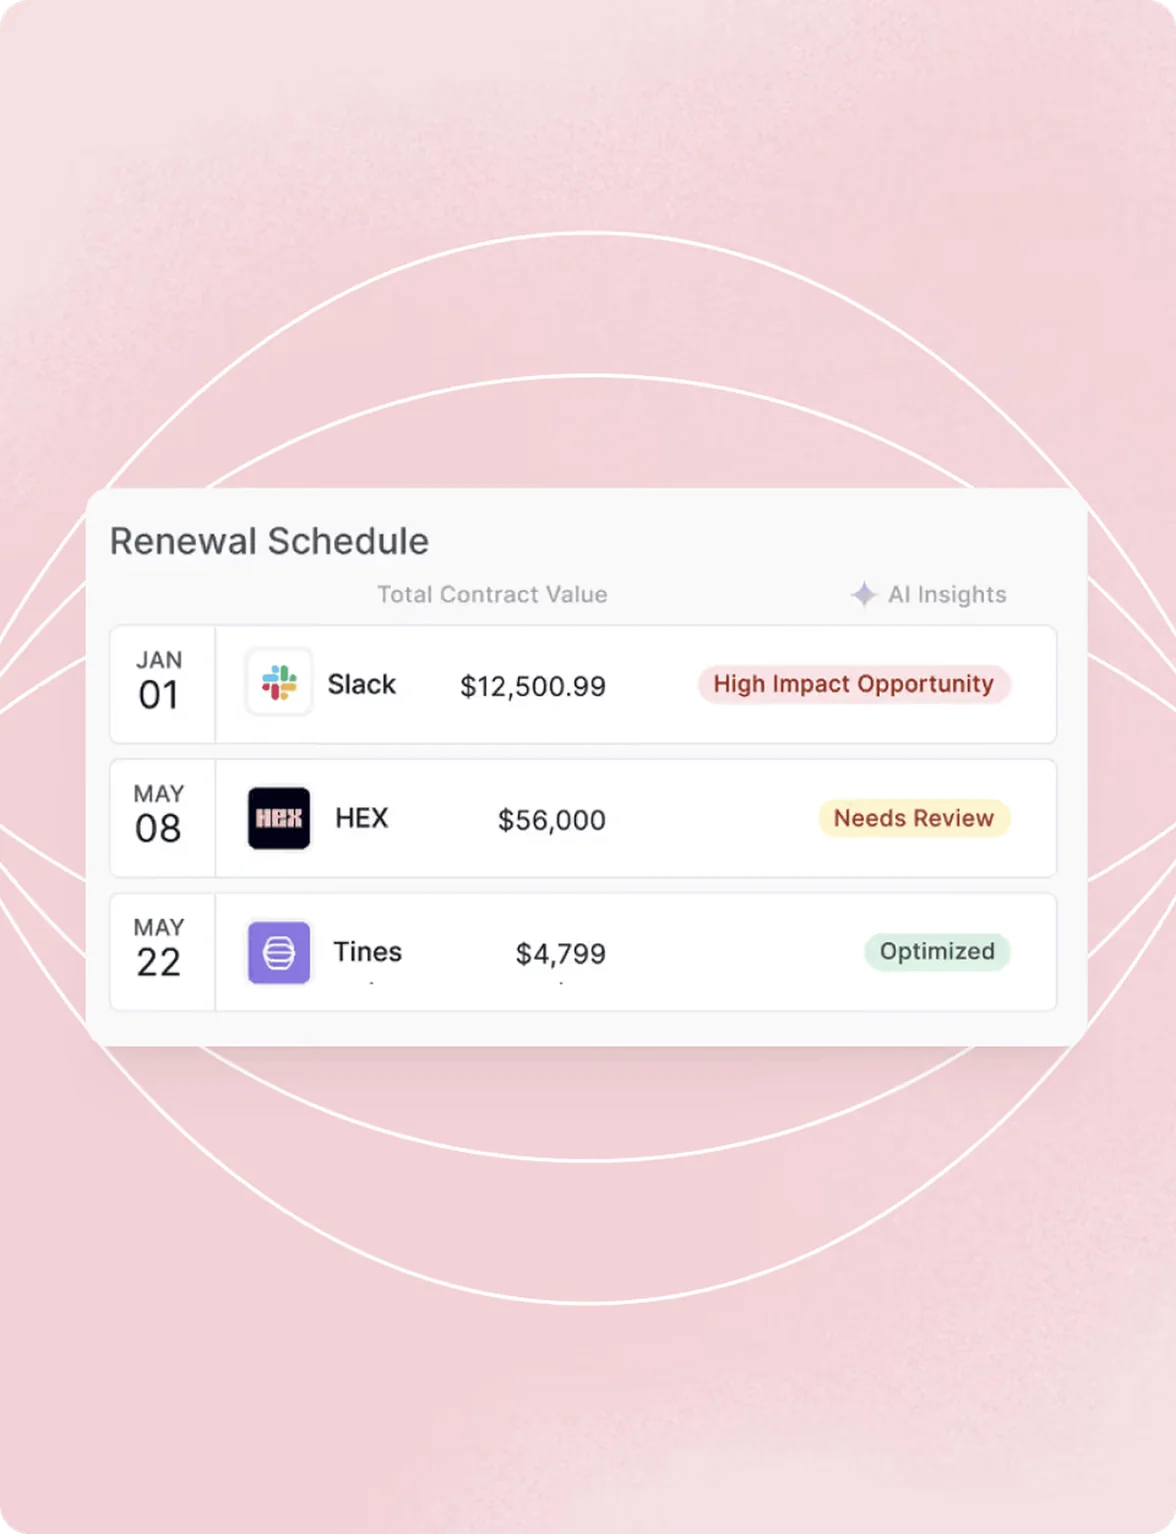 Renewal Schedule
Total Contract Value AI Insights
JAN
01
Slack $12,500.99 High Impact Opportunity
MAY
08
HEX HEX $56,000 Needs Review
MAY
22
Tines $4,799 Optimized